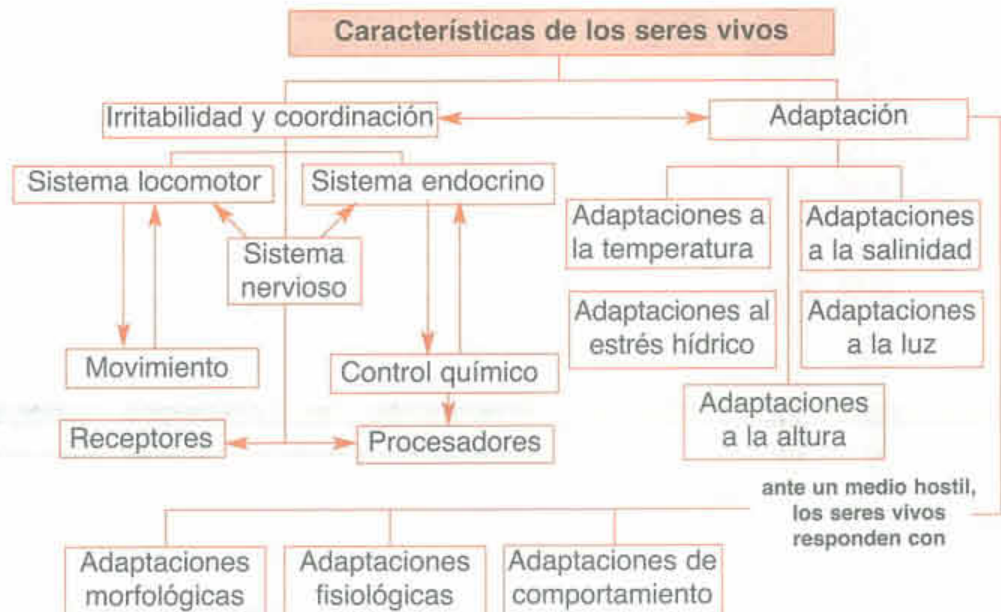 Características de los seres vivos
Irritabilidad y coordinación
Adaptación
Sistema locomotor
Sistema endocrino
Sistema
nervioso
Movimiento
Control químico
Receptores
Procesadores
Adaptaciones a
la temperatura
Adaptaciones
a la salinidad
Adaptaciones al
estrés hídrico
Adaptaciones
a la luz
Adaptaciones
a la altura
ante un medio hostil,
los seres vivos
responden con
Adaptaciones
morfológicas
Adaptaciones
fisiológicas
Adaptaciones de
comportamiento